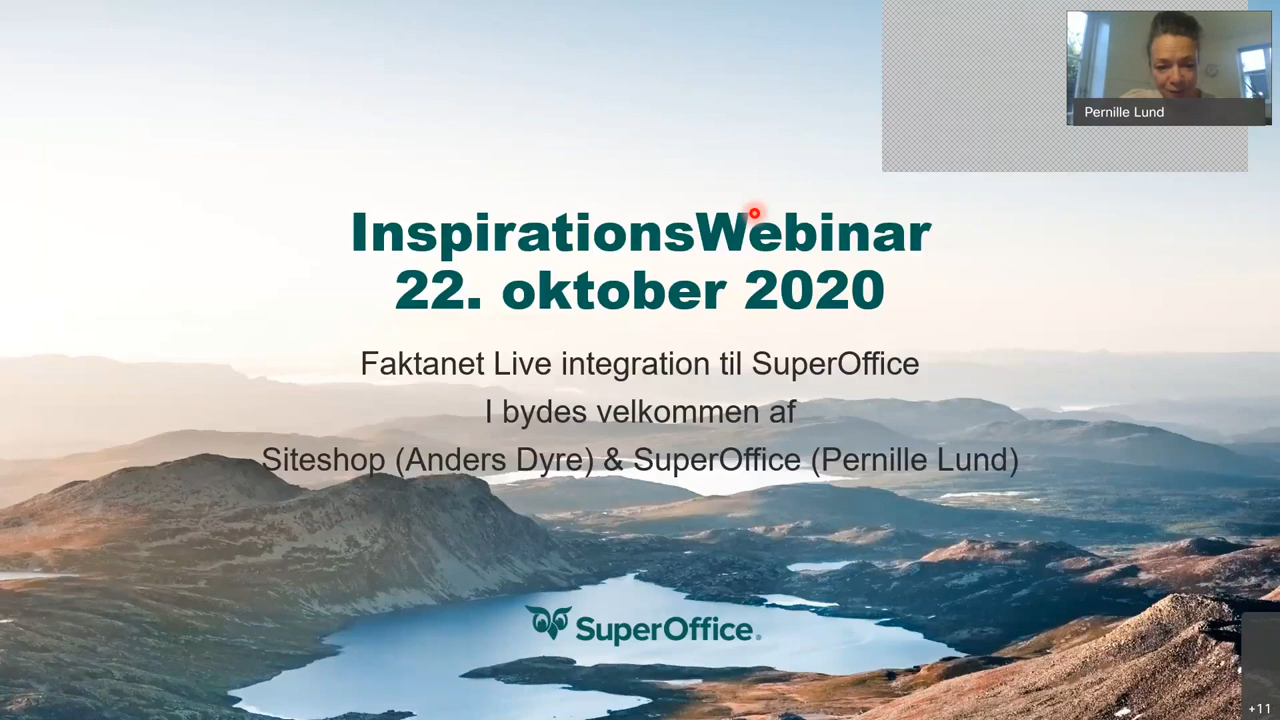 Pernille Lund
InspirationsWebinar
22. oktober 2020
Faktanet Live integration til SuperOffice
I bydes velkommen af
Siteshop (Anders Dyre) & SuperOffice (Pernille Lund)
SuperOffice®
+11